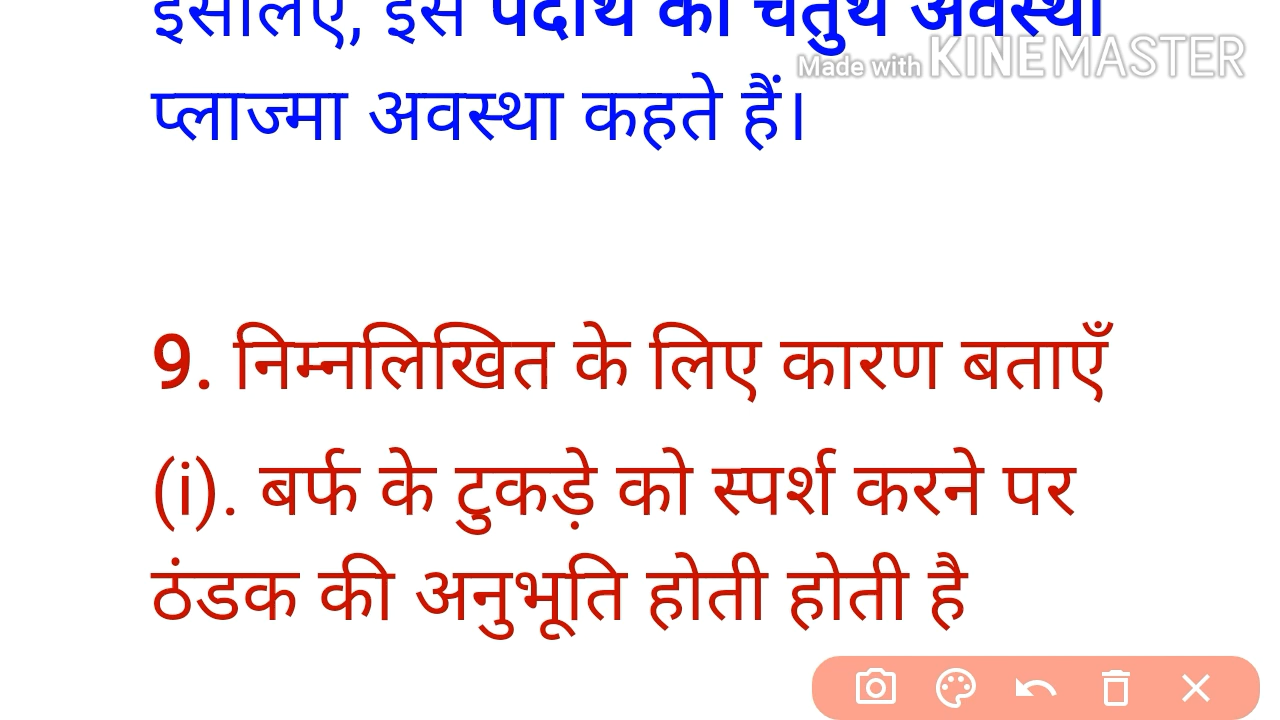 इसीलिए, इसे पदार्थ की चतुर्थ अवस्था
Made with KINEMASTER
प्लाज्मा अवस्था कहते हैं।
9. निम्नलिखित के लिए कारण बताएँ
(i). बर्फ के टुकड़े को स्पर्श करने पर
ठंडक की अनुभूति होती होती है